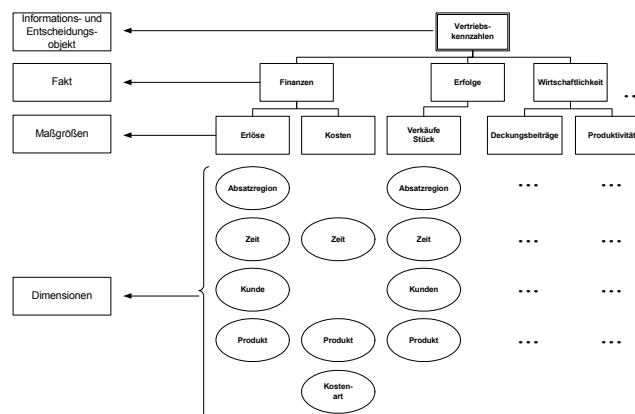 Informations- und
Entscheidungs-
objekt
Vertriebs-
kennzahlen
Fakt
Finanzen
Erfolge
Wirtschaftlichkeit
...
Maßgrößen
Erlöse
Kosten
Verkäufe
Stück
Deckungsbeiträge
Produktivität
Absatzregion
Absatzregion
...
...
Zeit
Zeit
Zeit
...
...
Dimensionen
Kunde
Kunden
...
...
Produkt
Produkt
Produkt
...
...
Kosten-
art